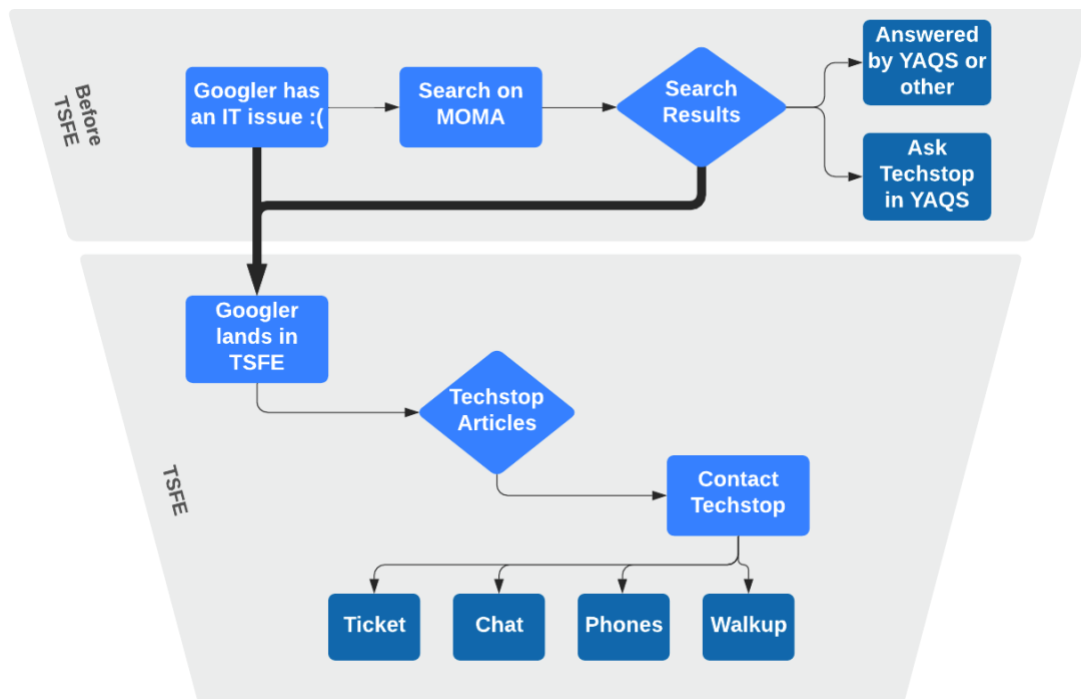 Before
TSFE
Googler has
an IT issue :(
Search on
MOMA
Search
Results
Answered
by YAQS or
other
Ask
Techstop
in YAQS
Googler
lands in
TSFE
Techstop
Articles
TSFE
Contact
Techstop
Ticket
Chat
Phones
Walkup